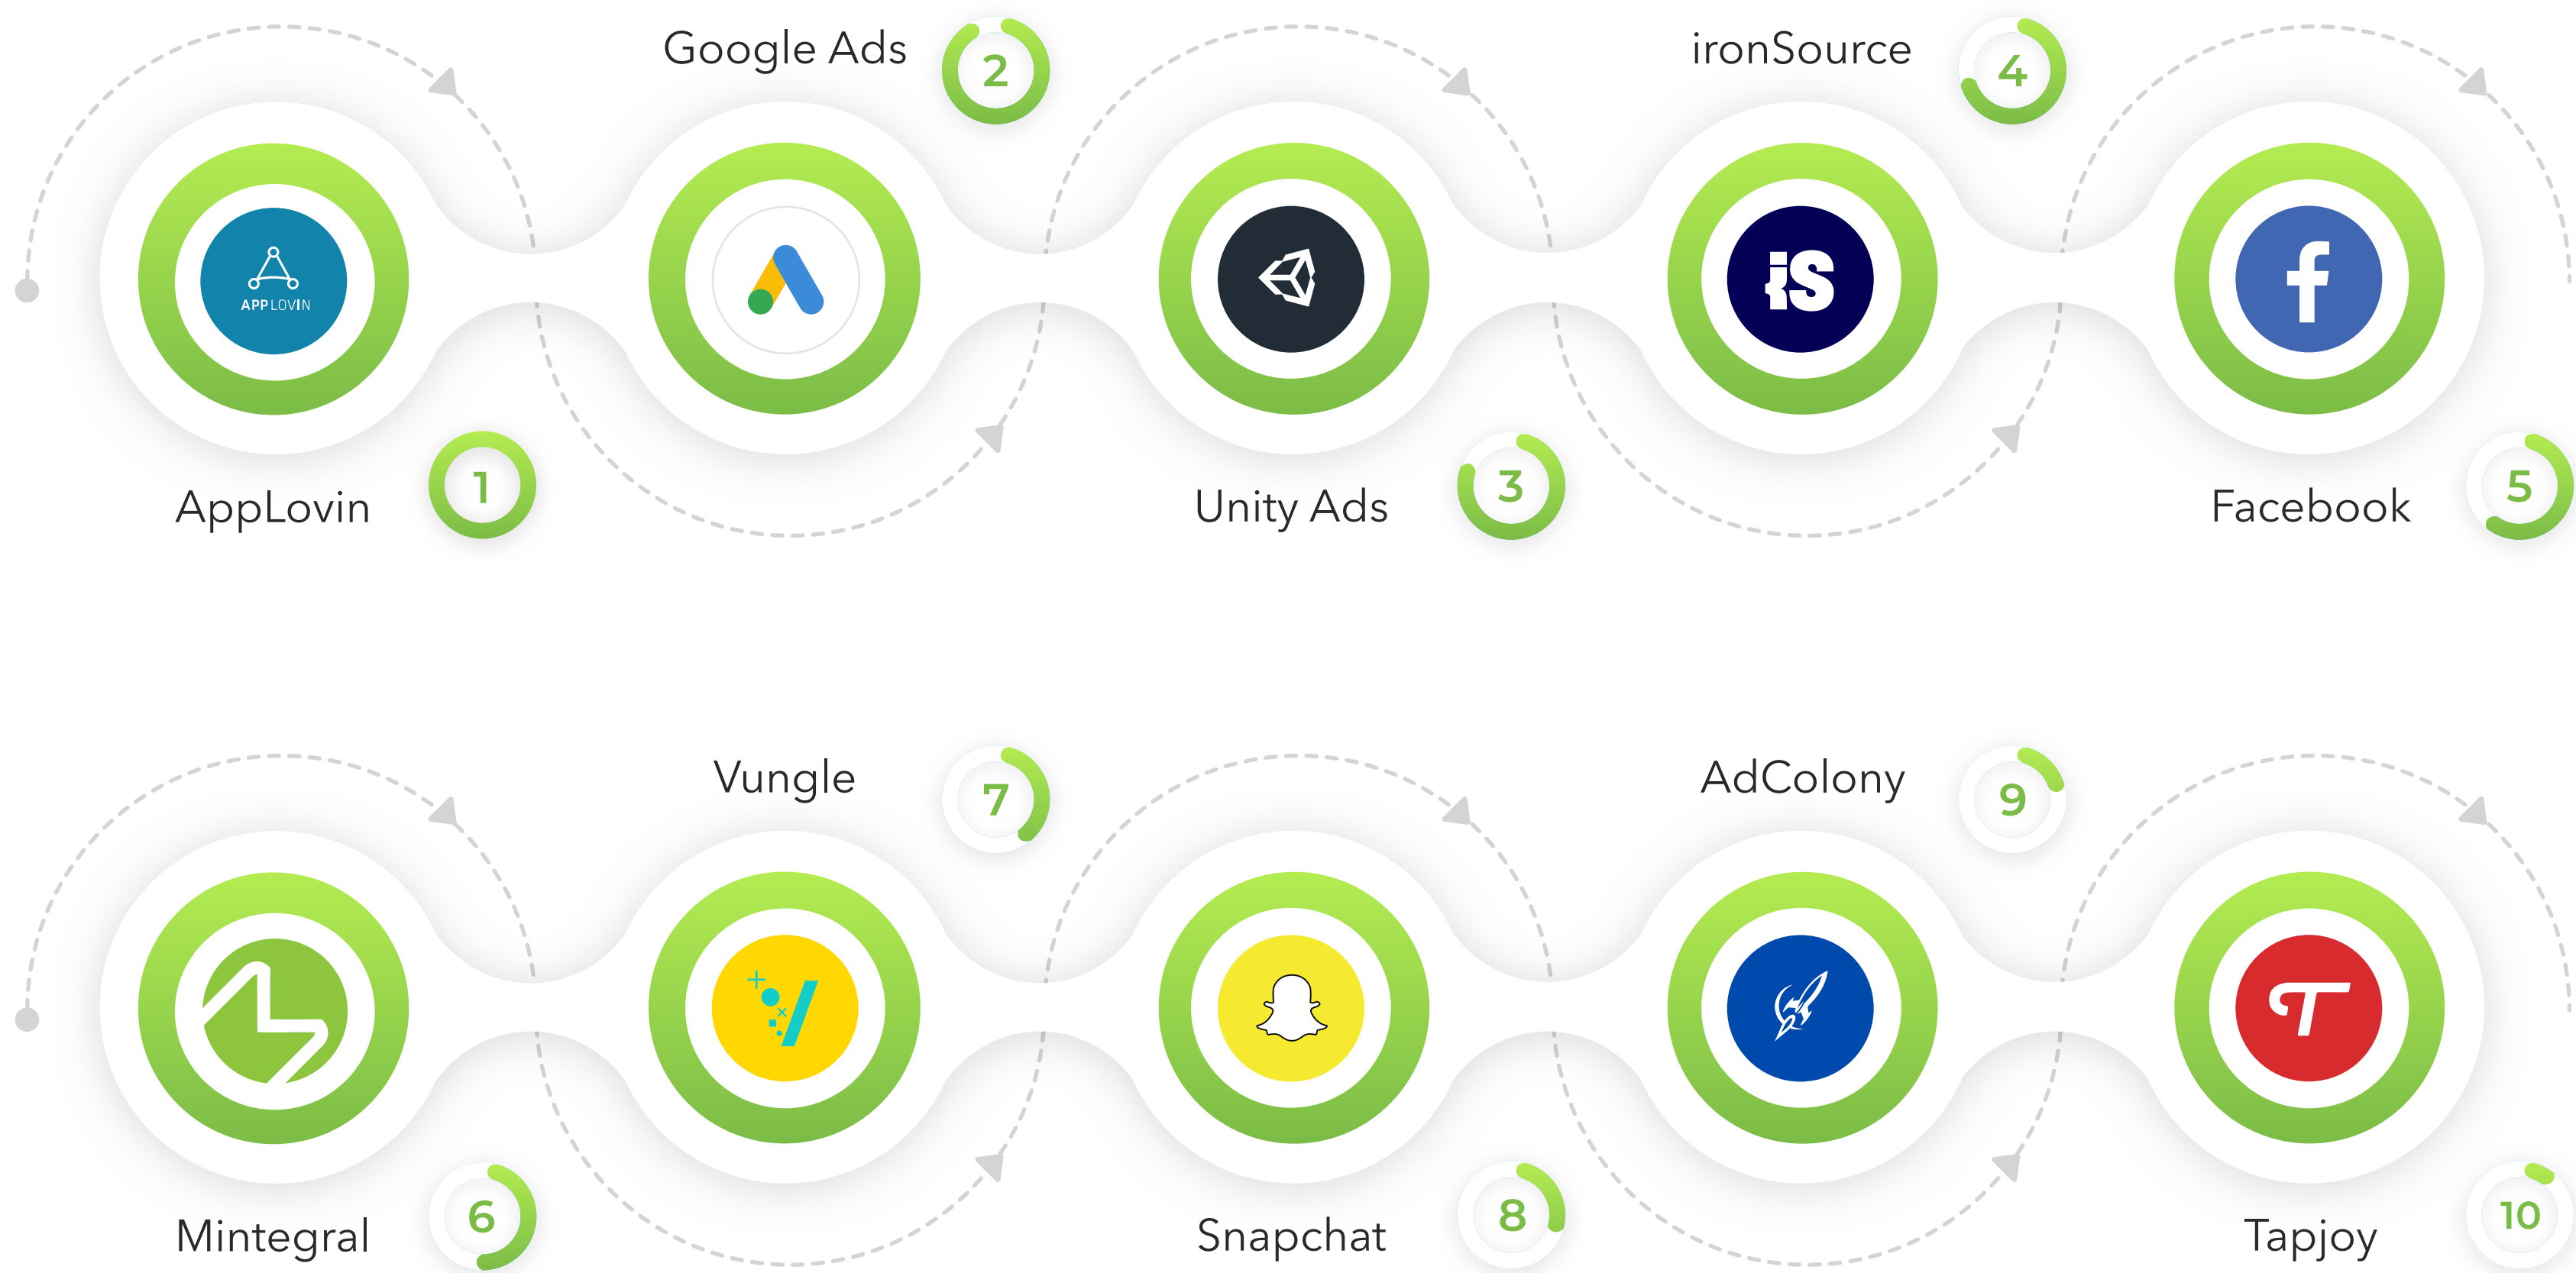 Google Ads
2
ironSource
4
APPLOVIN
iS
f
AppLovin
1
Unity Ads
3
Facebook
5
Vungle
7
AdColony
9
T
Mintegral
6
Snapchat
8
Tapjoy
10